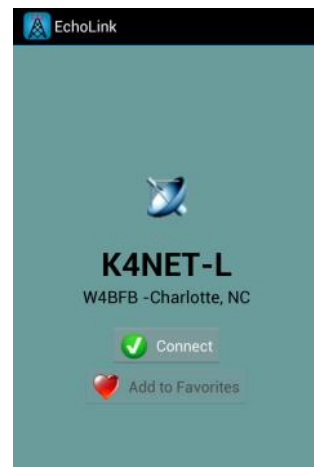 EchoLink
K4NET-L
W4BFB -Charlotte, NC
Connect
Add to Favorites